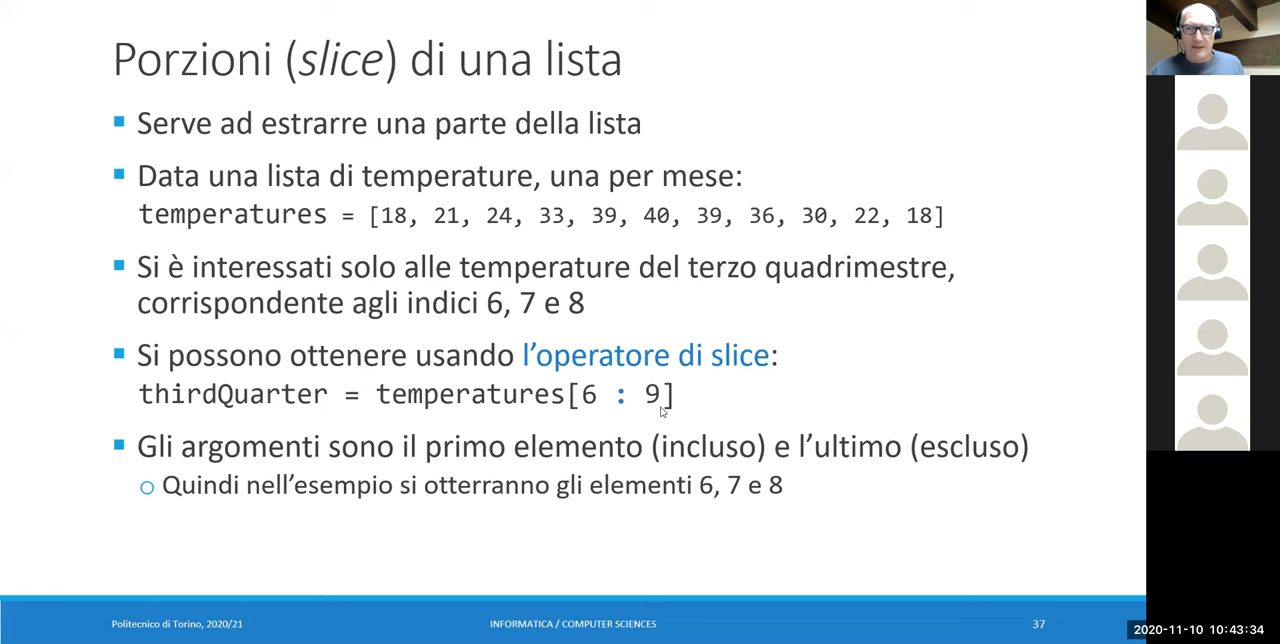 Porzioni (slice) di una lista
Serve ad estrarre una parte della lista
Data una lista di temperature, una per mese:
temperatures = [18, 21, 24, 33, 39, 40, 39, 36, 30, 22, 18]
Si è interessati solo alle temperature del terzo quadrimestre,
corrispondente agli indici 6, 7 e 8
Si possono ottenere usando l'operatore di slice:
thirdQuarter = temperatures[6 : 9]
Gli argomenti sono il primo elemento (incluso) e l'ultimo (escluso)
Quindi nell'esempio si otterranno gli elementi 6, 7 e 8
Politecnico di Torino, 2020/21
INFORMATICA / COMPUTER SCIENCES
37
2020-11-10 10:43:34